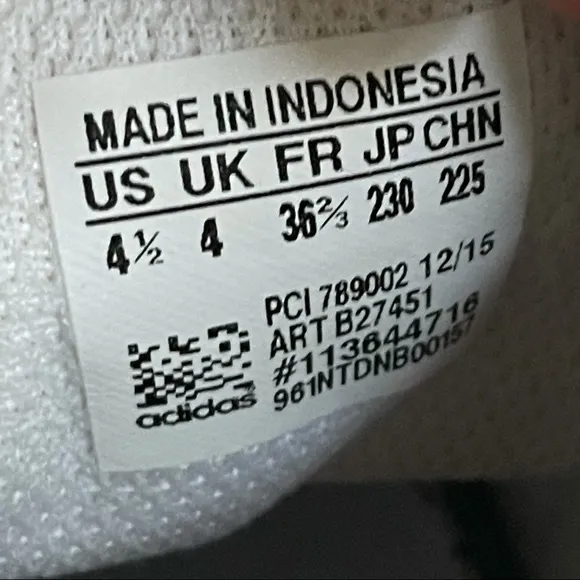 MADE IN INDONESIA
US UK FR JP CHN
4½ 4 36⅔ 230 225
PCI 789002 12/15
ART B27451
#113644716
961NTDNB00157
adidas